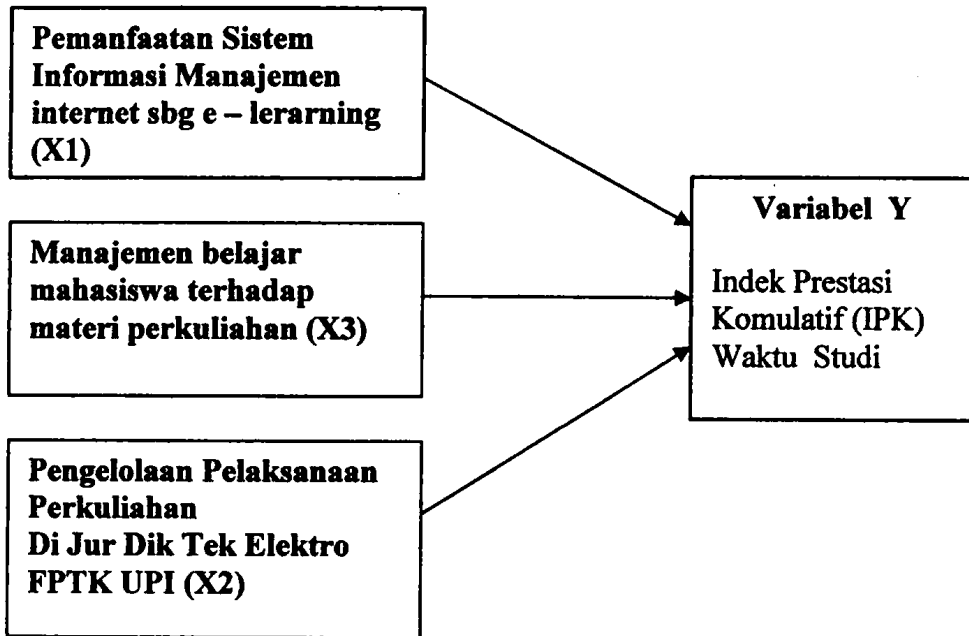 Pemanfaatan Sistem
Informasi Manajemen
internet sbg e – lerarning
(X1)
Manajemen belajar
mahasiswa terhadap
materi perkuliahan (X3)
Pengelolaan Pelaksanaan
Perkuliahan
Di Jur Dik Tek Elektro
FPTK UPI (X2)
Variabel Y
Indek Prestasi
Komulatif (IPK)
Waktu Studi